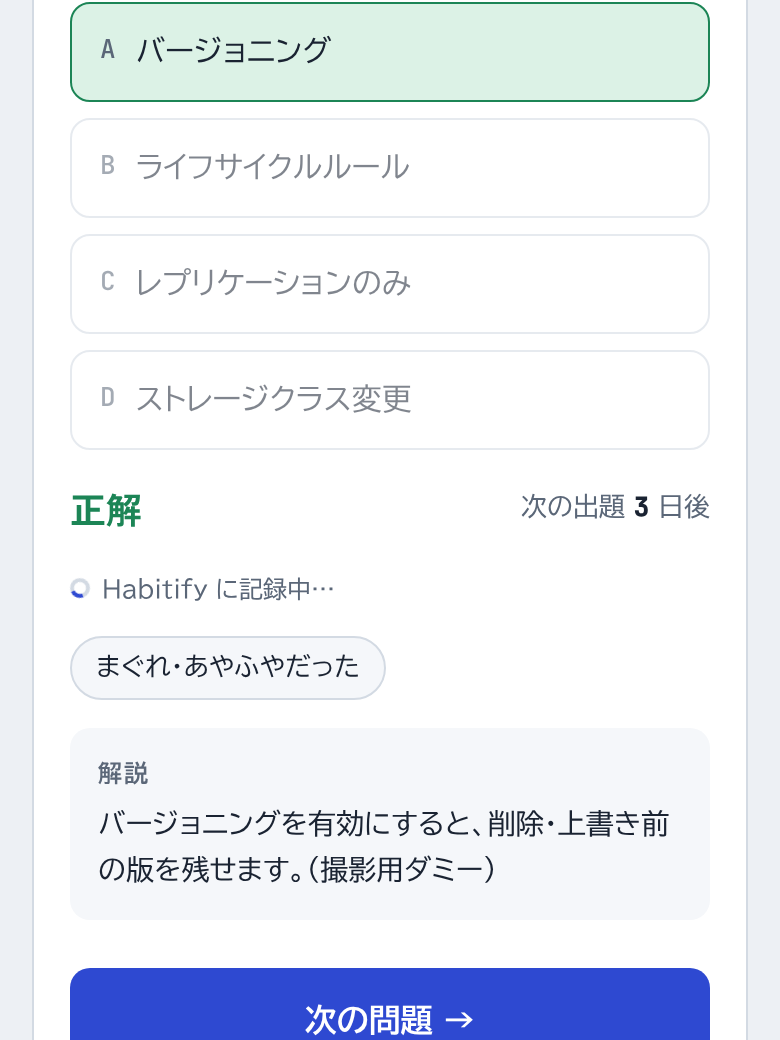 A バージョニング
B ライフサイクルルール
C レプリケーションのみ
D ストレージクラス変更
正解 次の出題 3 日後
Habitify に記録中…
まぐれ・あやふやだった
解説
バージョニングを有効にすると、削除・上書き前
の版を残せます。（撮影用ダミー）
次の問題 →